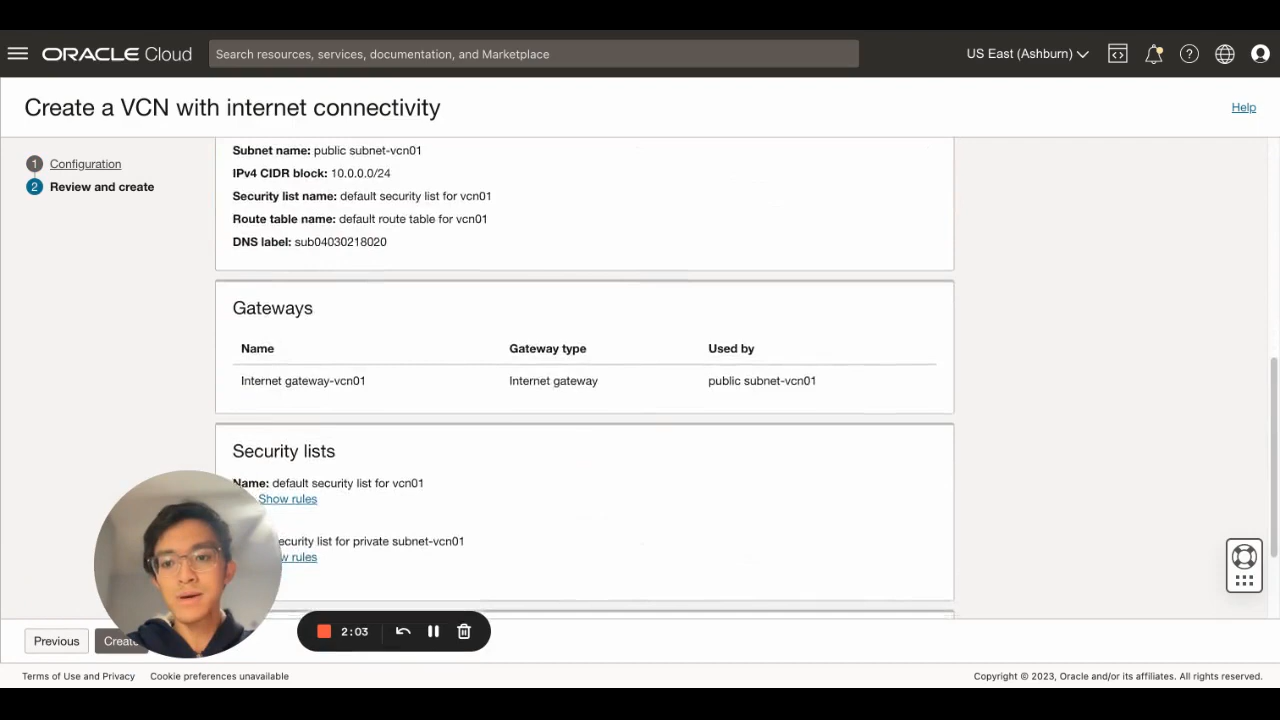 ORACLE Cloud
Search resources, services, documentation, and Marketplace
US East (Ashburn)
Create a VCN with internet connectivity
Help
1 Configuration
2 Review and create
Subnet name: public subnet-vcn01
IPv4 CIDR block: 10.0.0.0/24
Security list name: default security list for vcn01
Route table name: default route table for vcn01
DNS label: sub04030218020
Gateways
Name Gateway type Used by
Internet gateway-vcn01 Internet gateway public subnet-vcn01
Security lists
Name: default security list for vcn01
Show rules
security list for private subnet-vcn01
rules
Previous
Create
2:03
Terms of Use and Privacy Cookie preferences unavailable
Copyright © 2023, Oracle and/or its affiliates. All rights reserved.